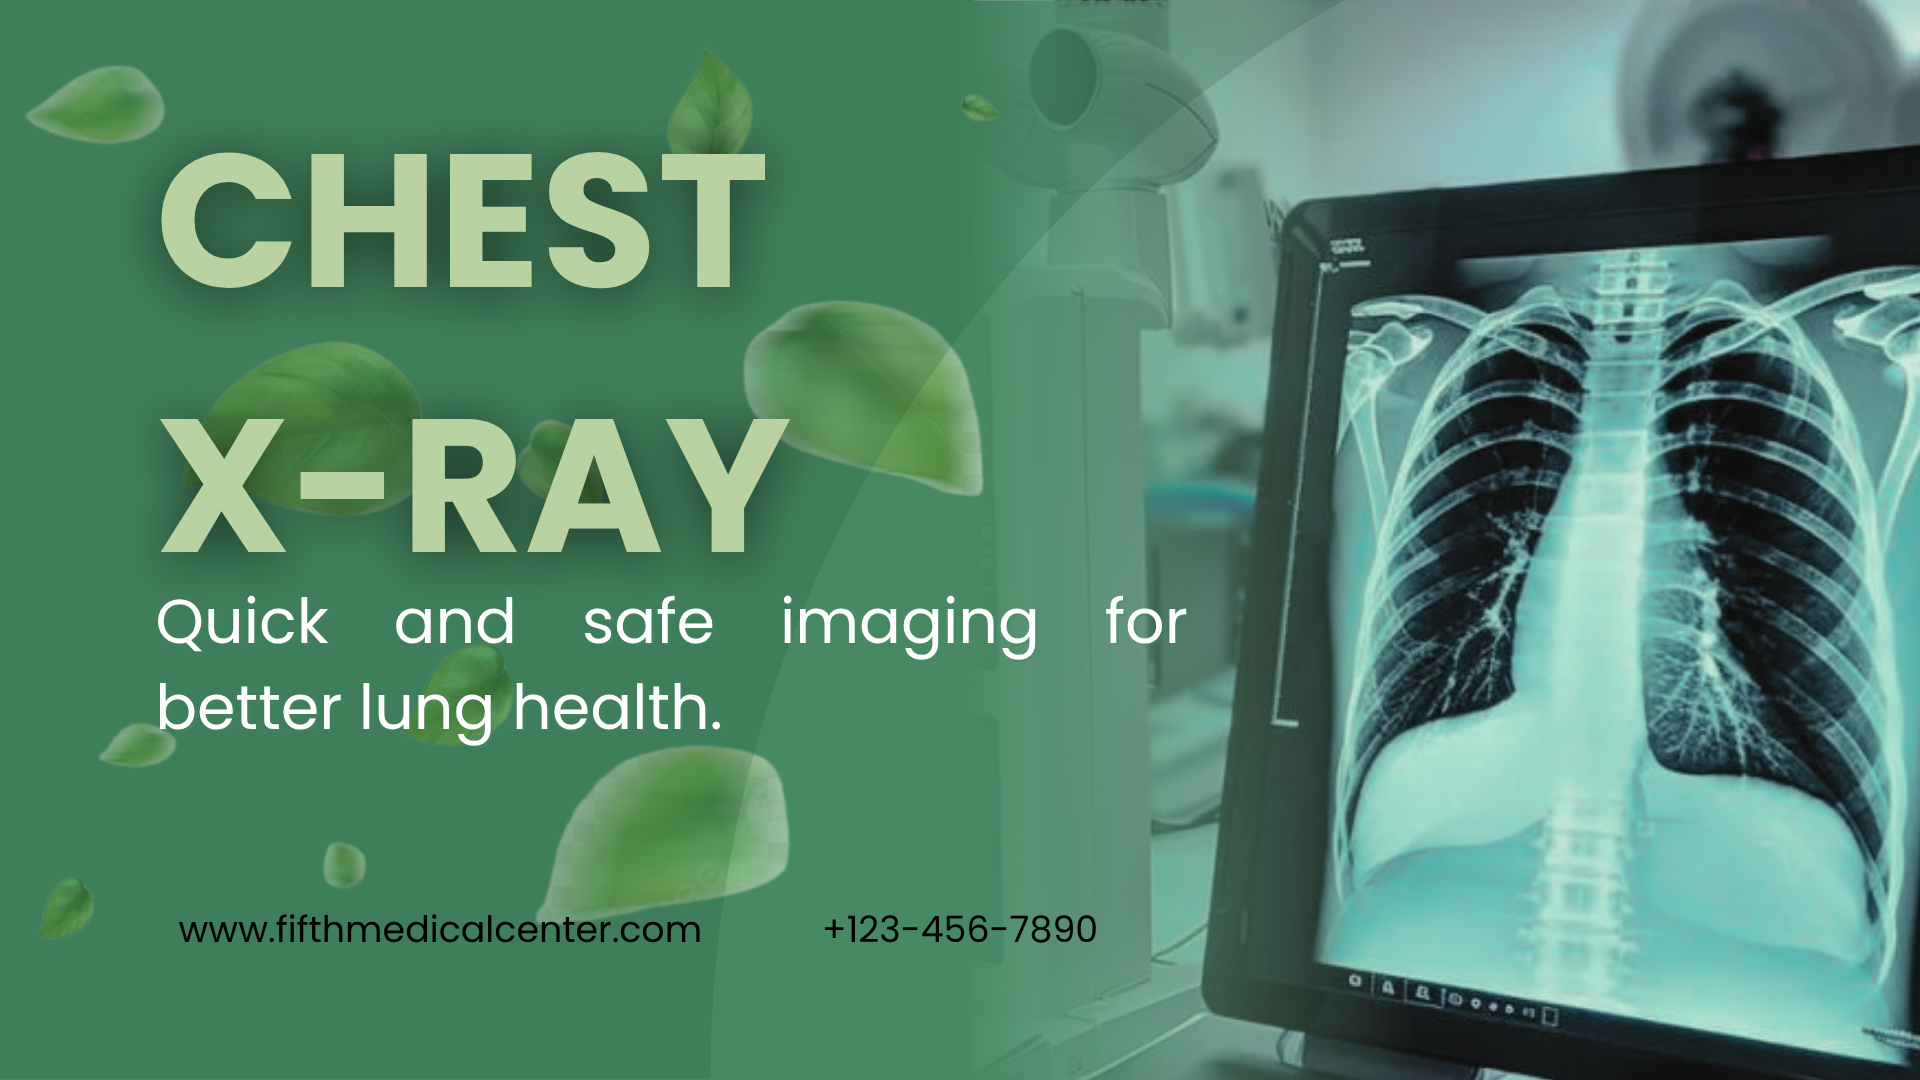 CHEST
X-RAY
Quick and safe imaging for
better lung health.
www.fifthmedicalcenter.com
+123-456-7890